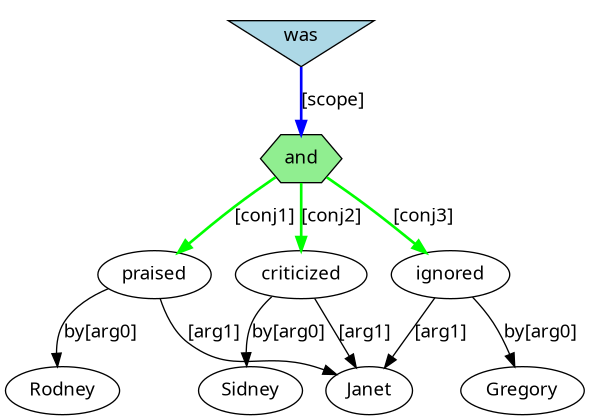 was
[scope]
and
[conj1] [conj2] [conj3]
praised criticized ignored
by[arg0] [arg1] by[arg0] [arg1] [arg1] by[arg0]
Rodney Sidney Janet Gregory